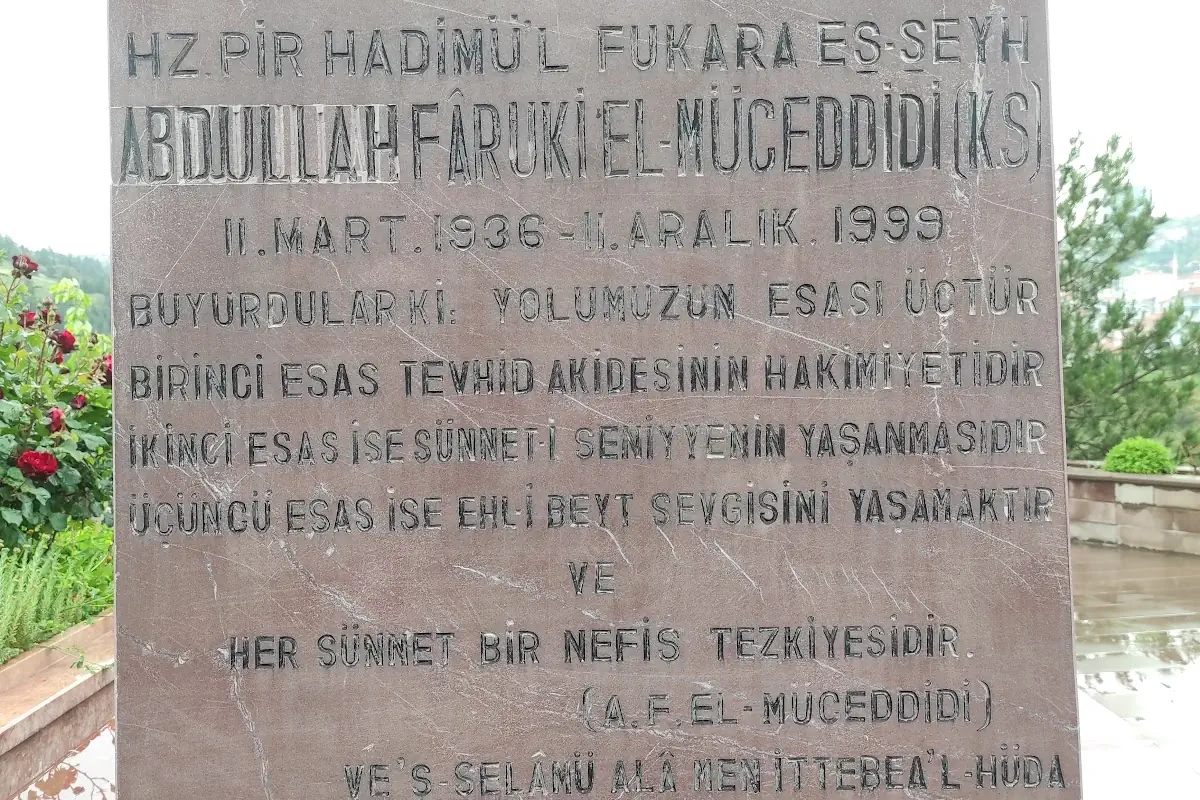 HZ. PİR HADİMÜ'L FUKARA EŞ-ŞEYH
ABDULLAH FÂRUKİ'EL-MÜCEDDİDİ (KS)
11.MART.1936-11.ARALIK.1999
BUYURDULAR Kİ: YOLUMUZUN ESASI ÜÇTÜR
BİRİNCİ ESAS TEVHİD AKİDESİNİN HAKİMİYETİDİR
İKİNCİ ESAS İSE SÜNNET-İ SENİYYENİN YAŞANMASIDIR
ÜÇÜNCÜ ESAS İSE EHL-İ BEYT SEVGİSİNİ YAŞAMAKTIR
VE
HER SÜNNET BİR NEFİS TEZKİYESİDİR.
(A.F.EL-MÜCEDDİDİ)
VE'S-SELÂMÜ ALÂ MEN İTTEBEA'L-HÜDA